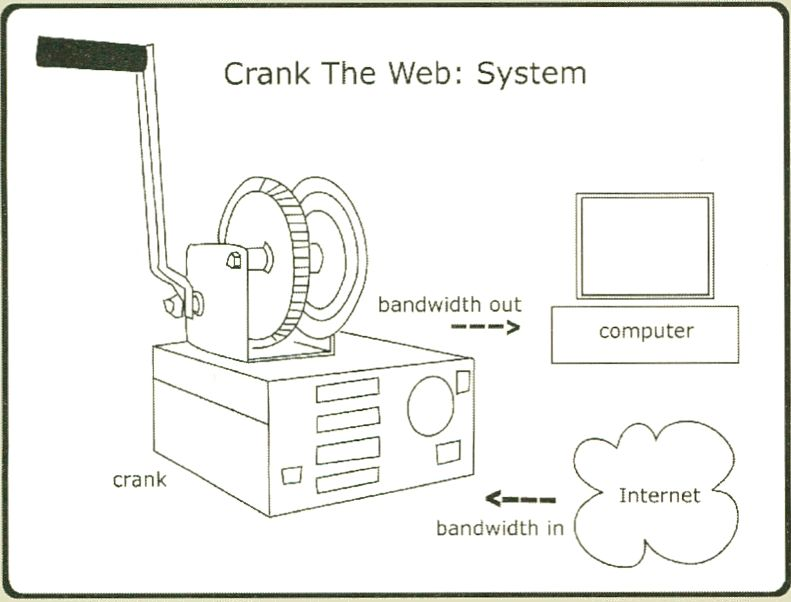 Crank The Web: System
bandwidth out
computer
crank
Internet
bandwidth in